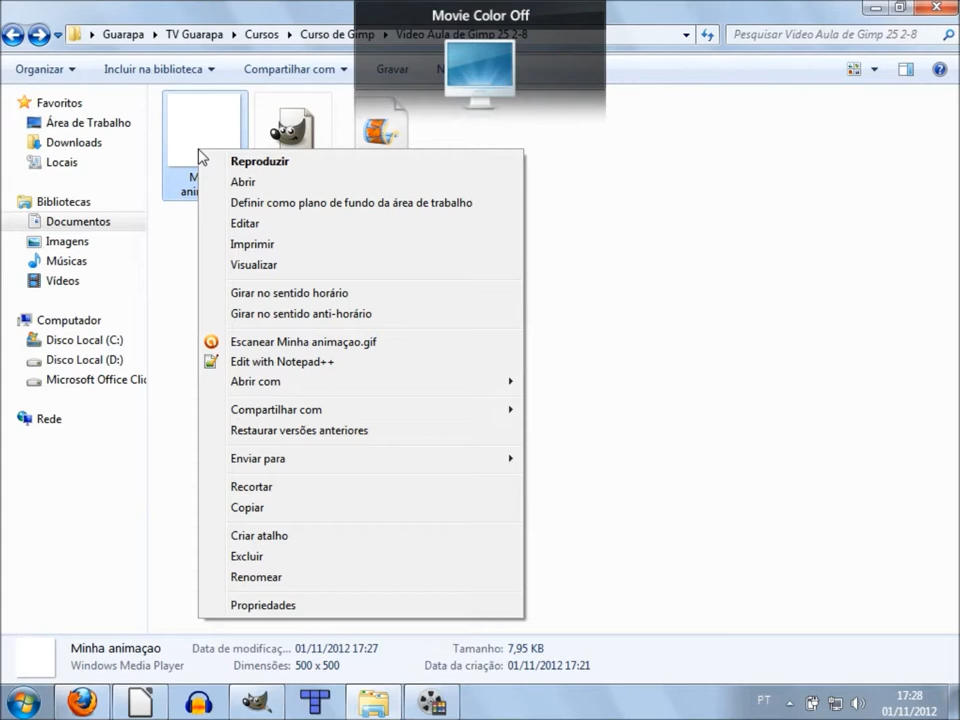 Movie Color Off
Guarapa
TV Guarapa
Cursos
Curso de Gimp
Video Aula de Gimp 25 2-8
Pesquisar Video Aula de Gimp 25 2-8
Organizar
Incluir na biblioteca
Compartilhar com
Gravar
N
Favoritos
Área de Trabalho
Downloads
Locais
Bibliotecas
Documentos
Imagens
Músicas
Vídeos
Computador
Disco Local (C:)
Disco Local (D:)
Microsoft Office Clic
Rede
M
ani
Reproduzir
Abrir
Definir como plano de fundo da área de trabalho
Editar
Imprimir
Visualizar
Girar no sentido horário
Girar no sentido anti-horário
Escanear Minha animaçao.gif
Edit with Notepad++
Abrir com
Compartilhar com
Restaurar versões anteriores
Enviar para
Recortar
Copiar
Criar atalho
Excluir
Renomear
Propriedades
Minha animaçao
Data de modificaç... 01/11/2012 17:27
Tamanho: 7,95 KB
Windows Media Player
Dimensões: 500 x 500
Data da criação: 01/11/2012 17:21
PT
17:28
01/11/2012